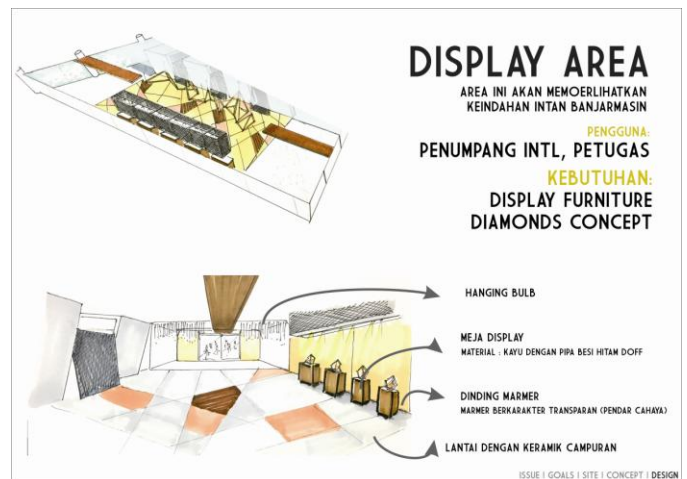 DISPLAY AREA
AREA INI AKAN MEMOERLIHATKAN
KEINDAHAN INTAN BANJARMASIN
PENGGUNA:
PENUMPANG INTL, PETUGAS
KEBUTUHAN:
DISPLAY FURNITURE
DIAMONDS CONCEPT
HANGING BULB
MEJA DISPLAY
MATERIAL : KAYU DENGAN PIPA BESI HITAM DOFF
DINDING MARMER
MARMER BERKARAKTER TRANSPARAN (PENDAR CAHAYA)
LANTAI DENGAN KERAMIK CAMPURAN
ISSUE | GOALS | SITE | CONCEPT | DESIGN